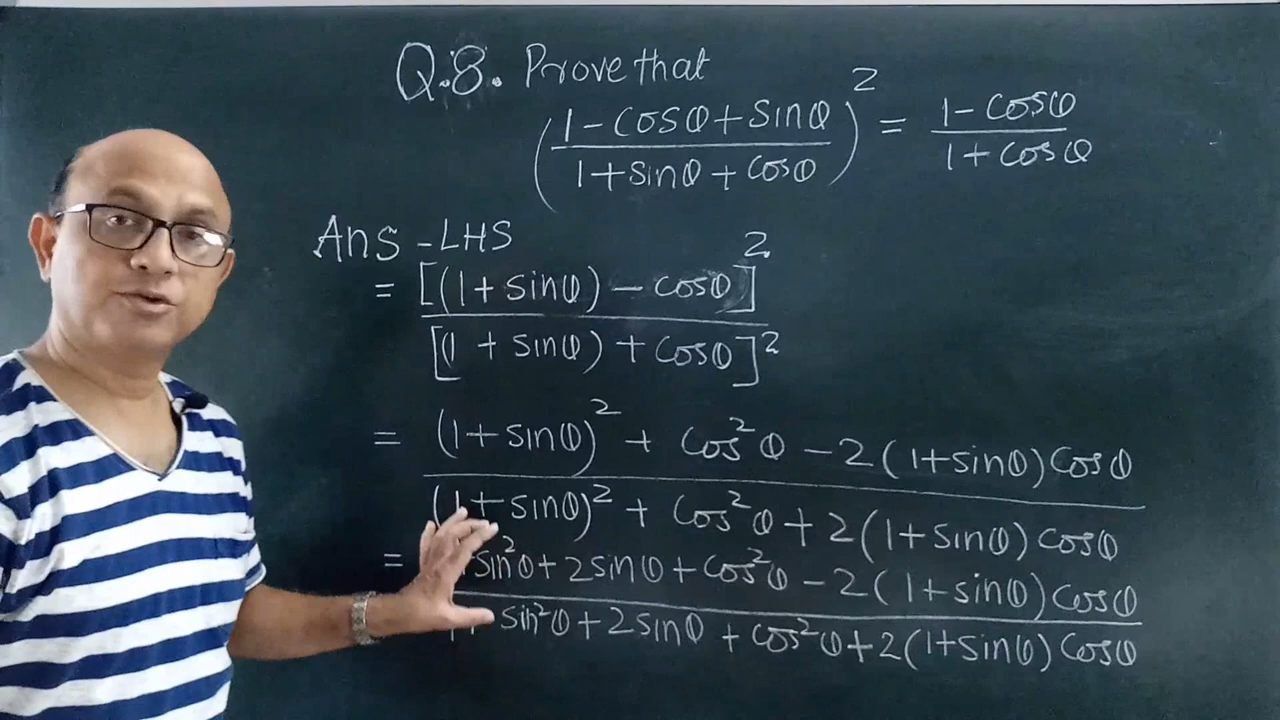 Q.8. Prove that
(1-cosθ+sinθ / 1+sinθ+cosθ)² = 1-cosθ / 1+cosθ
Ans - LHS
= [(1+sinθ)-cosθ]²
[(1+sinθ)+cosθ]²
= (1+sinθ)²+cos²θ-2(1+sinθ)cosθ
(1+sinθ)²+cos²θ+2(1+sinθ)cosθ
= sin²θ+2sinθ+cos²θ-2(1+sinθ)cosθ
sin²θ+2sinθ+cos²θ+2(1+sinθ)cosθ